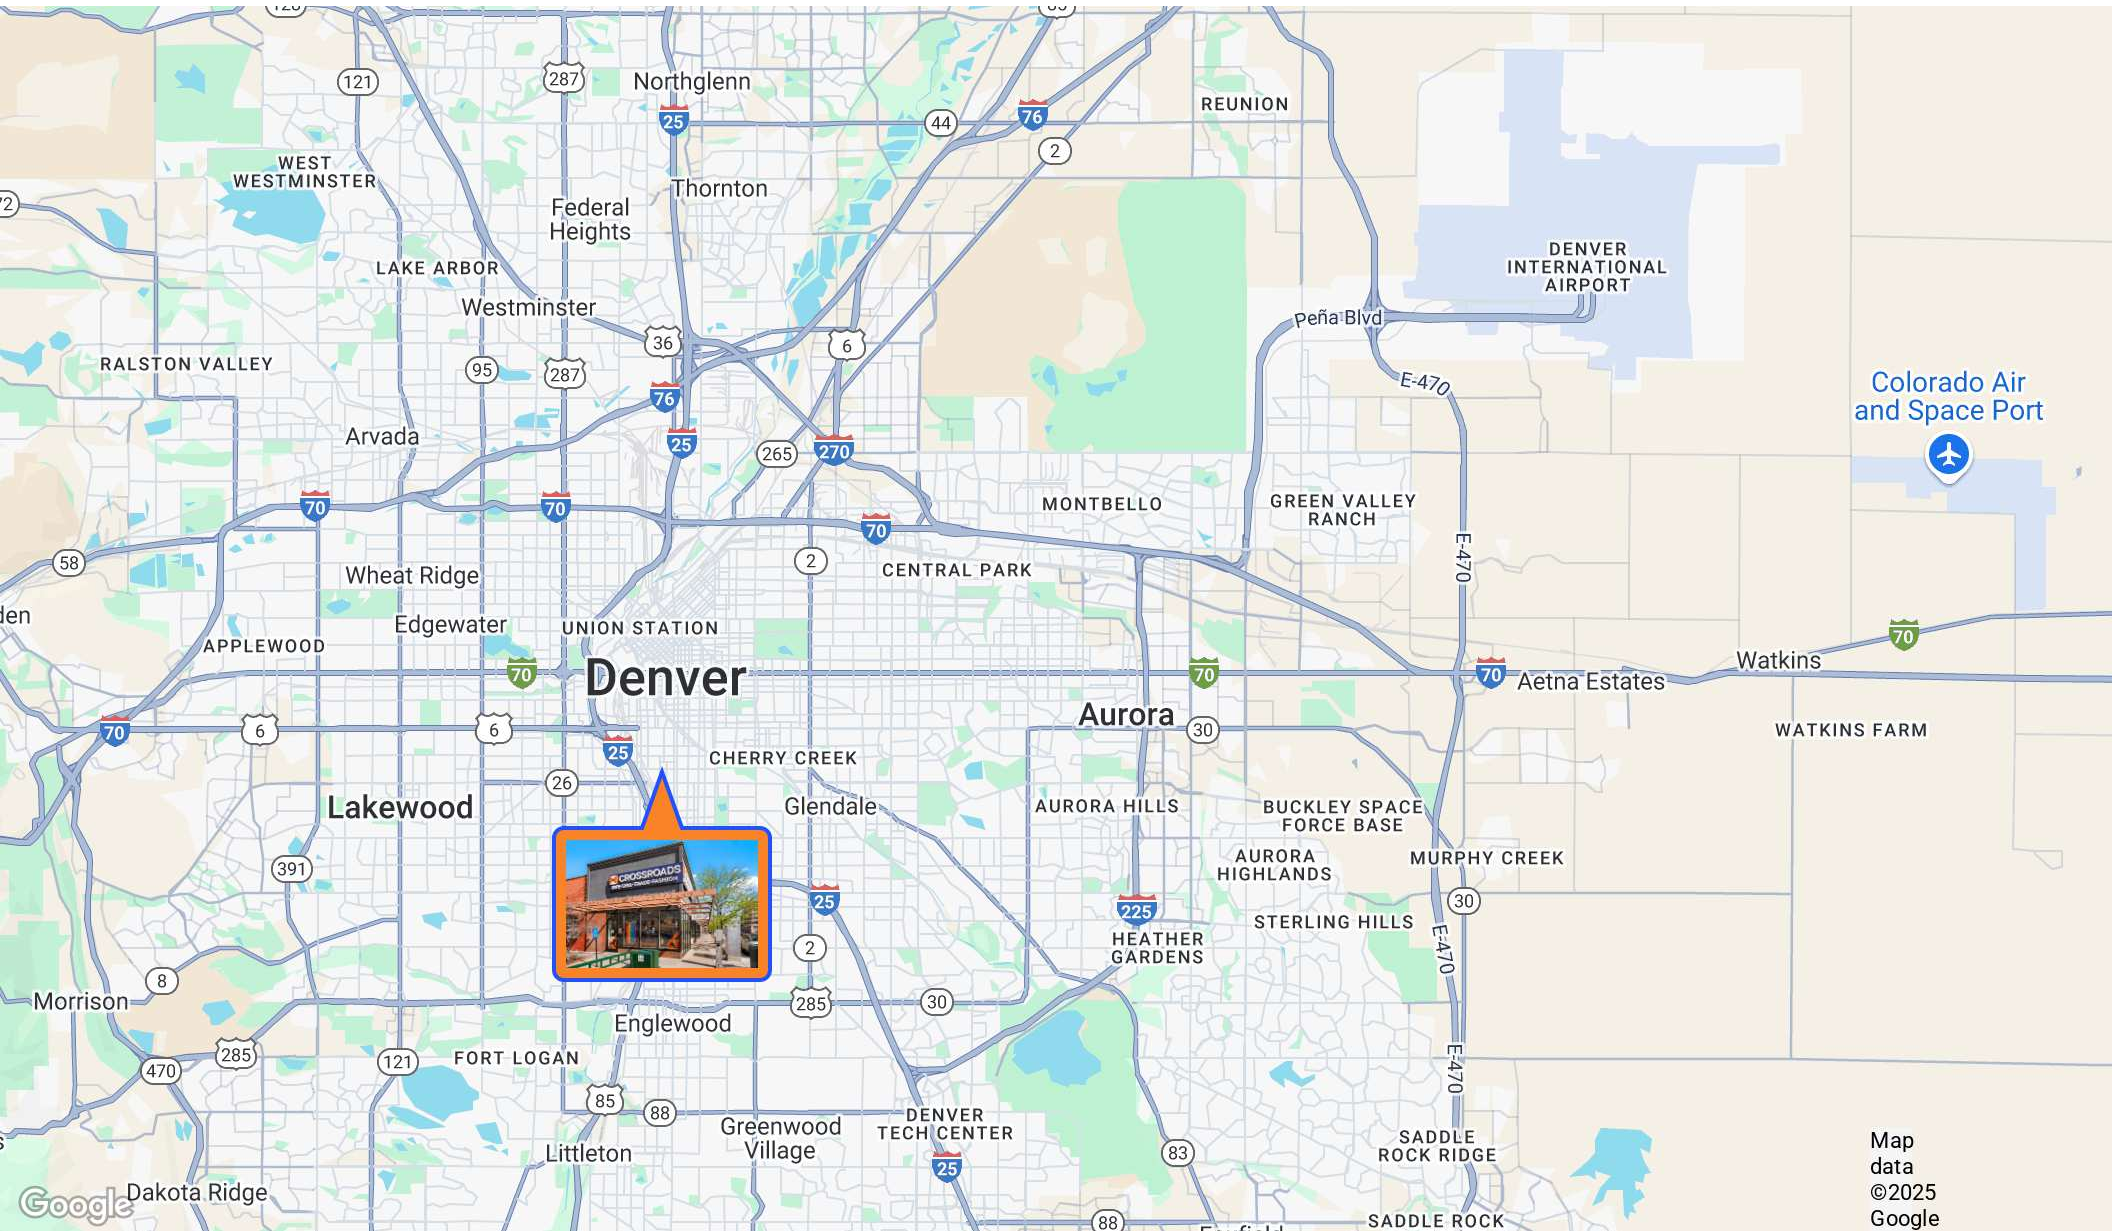 128
85
121
287
Northglenn
25
44
76
REUNION
2
WEST
WESTMINSTER
Thornton
72
Federal
Heights
DENVER
INTERNATIONAL
AIRPORT
LAKE ARBOR
Westminster
Peña Blvd
36
6
RALSTON VALLEY
95
287
E-470
Colorado Air
and Space Port
76
Arvada
25
265
270
70
70
MONTBELLO
GREEN VALLEY
RANCH
70
58
2
E-470
Wheat Ridge
CENTRAL PARK
den
Edgewater
UNION STATION
APPLEWOOD
70
Watkins
70
Denver
70
70
Aetna Estates
Aurora
70
6
6
30
WATKINS FARM
25
CHERRY CREEK
26
Lakewood
Glendale
AURORA HILLS
BUCKLEY SPACE
FORCE BASE
391
CROSSROADS
AURORA
HIGHLANDS
MURPHY CREEK
25
225
30
STERLING HILLS
2
HEATHER
GARDENS
E-470
8
Morrison
285
30
Englewood
285
121
FORT LOGAN
470
E-470
85
88
DENVER
TECH CENTER
Greenwood
Village
Littleton
25
83
SADDLE
ROCK RIDGE
Map
data
©2025
Google
Dakota Ridge
Google
88
SADDLE ROCK